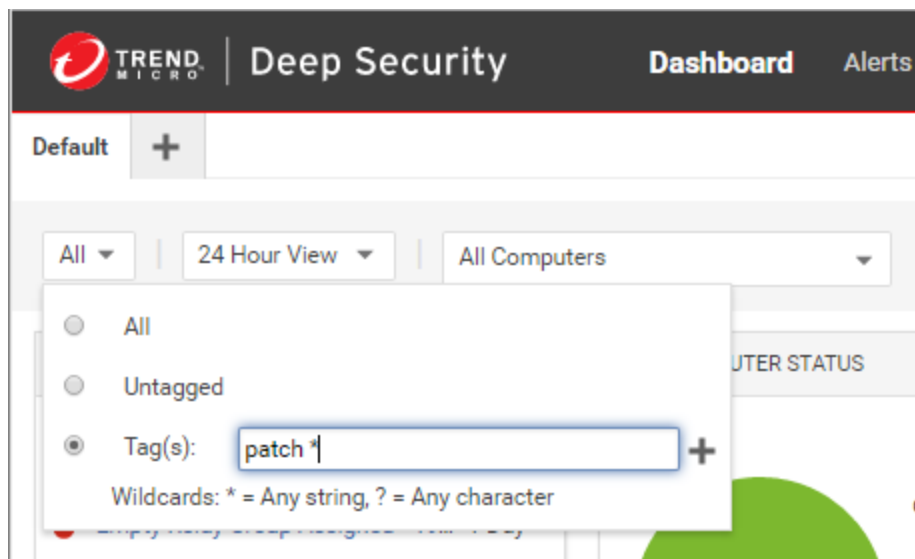 TREND MICRO | Deep Security Dashboard Alerts
Default +
All 24 Hour View All Computers
All
UTER STATUS
Untagged
Tag(s): patch * +
Wildcards: * = Any string, ? = Any character